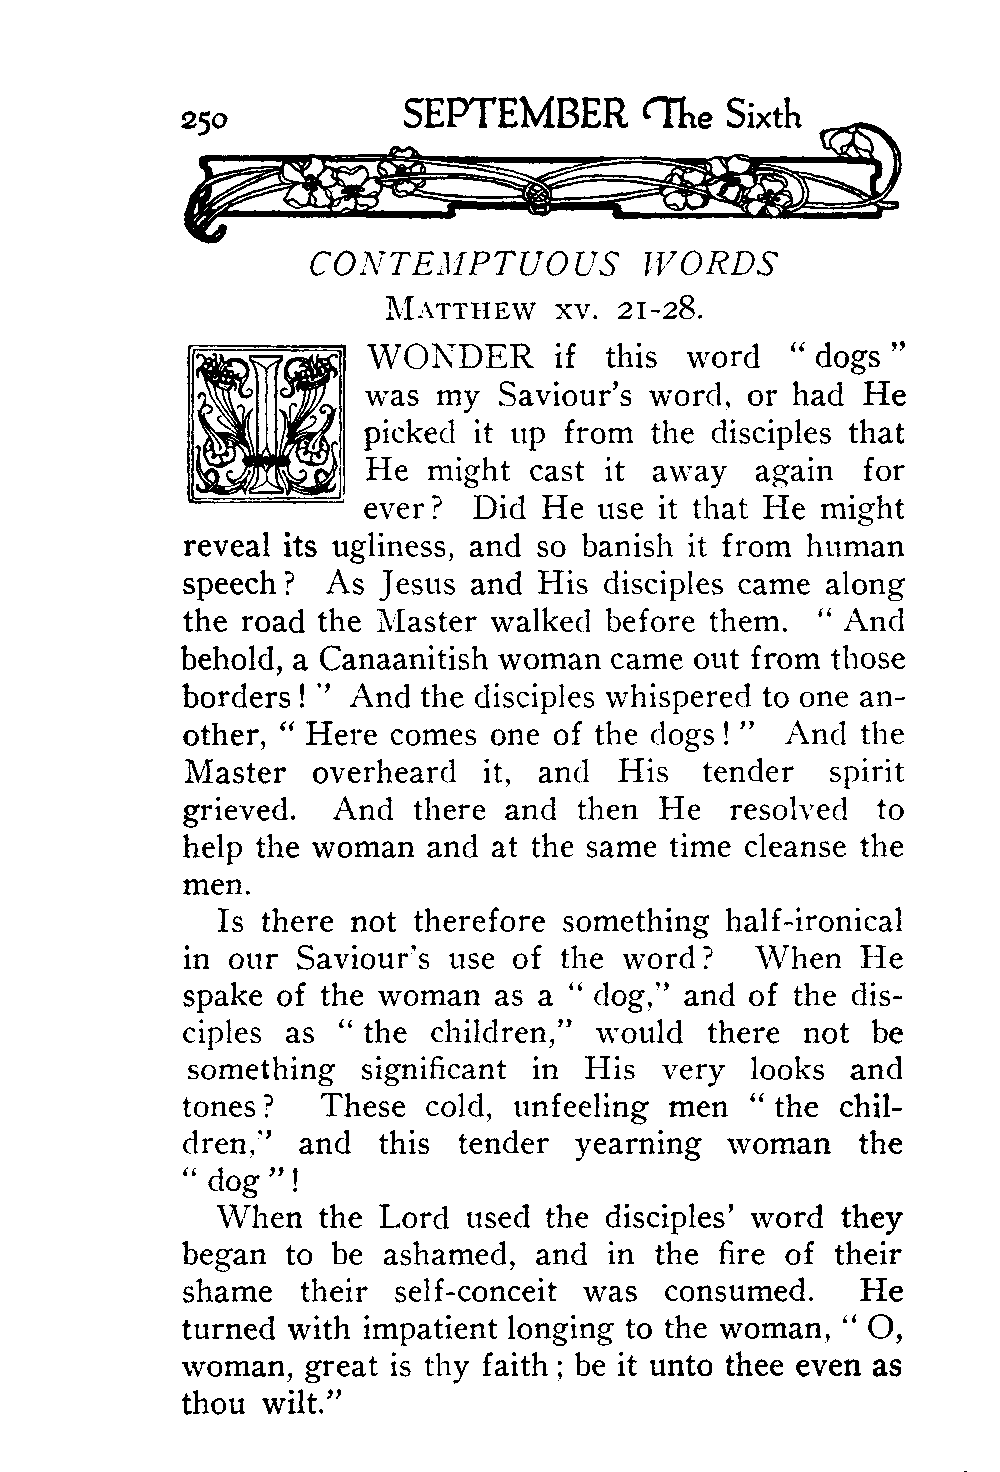 250 SEPTEMBER The Sixth
CONTEMPTUOUS WORDS
MATTHEW XV. 21-28.
I WONDER if this word “dogs”
was my Saviour's word, or had He
picked it up from the disciples that
He might cast it away again for
ever? Did He use it that He might
reveal its ugliness, and so banish it from human
speech? As Jesus and His disciples came along
the road the Master walked before them. “And
behold, a Canaanitish woman came out from those
borders!” And the disciples whispered to one an-
other, “Here comes one of the dogs!” And the
Master overheard it, and His tender spirit
grieved. And there and then He resolved to
help the woman and at the same time cleanse the
men.
Is there not therefore something half-ironical
in our Saviour's use of the word? When He
spake of the woman as a “dog,” and of the dis-
ciples as “the children,” would there not be
something significant in His very looks and
tones? These cold, unfeeling men “the chil-
dren,” and this tender yearning woman the
“dog”!
When the Lord used the disciples' word they
began to be ashamed, and in the fire of their
shame their self-conceit was consumed. He
turned with impatient longing to the woman, “O,
woman, great is thy faith; be it unto thee even as
thou wilt.”